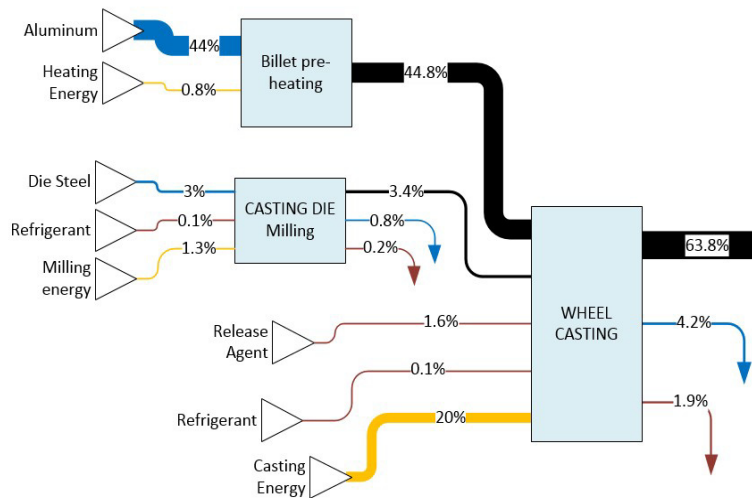 Aluminum
44%
Billet pre-
heating
44.8%
Heating
Energy
0.8%
Die Steel
3%
CASTING DIE
Milling
3.4%
Refrigerant
0.1%
0.8%
Milling
energy
1.3%
0.2%
63.8%
Release
Agent
1.6%
WHEEL
CASTING
4.2%
Refrigerant
0.1%
1.9%
Casting
Energy
20%